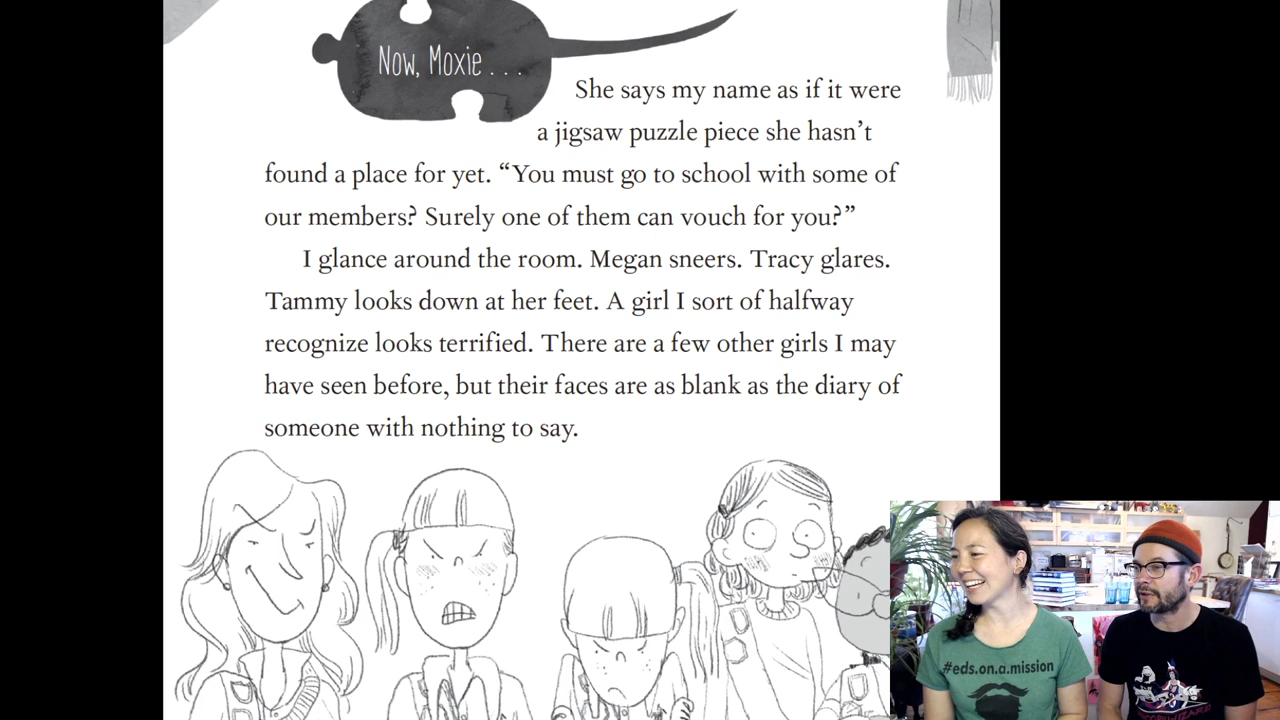 Now, Moxie . . .
She says my name as if it were
a jigsaw puzzle piece she hasn’t
found a place for yet. “You must go to school with some of
our members? Surely one of them can vouch for you?”
I glance around the room. Megan sneers. Tracy glares.
Tammy looks down at her feet. A girl I sort of halfway
recognize looks terrified. There are a few other girls I may
have seen before, but their faces are as blank as the diary of
someone with nothing to say.
#eds.on.a.mission